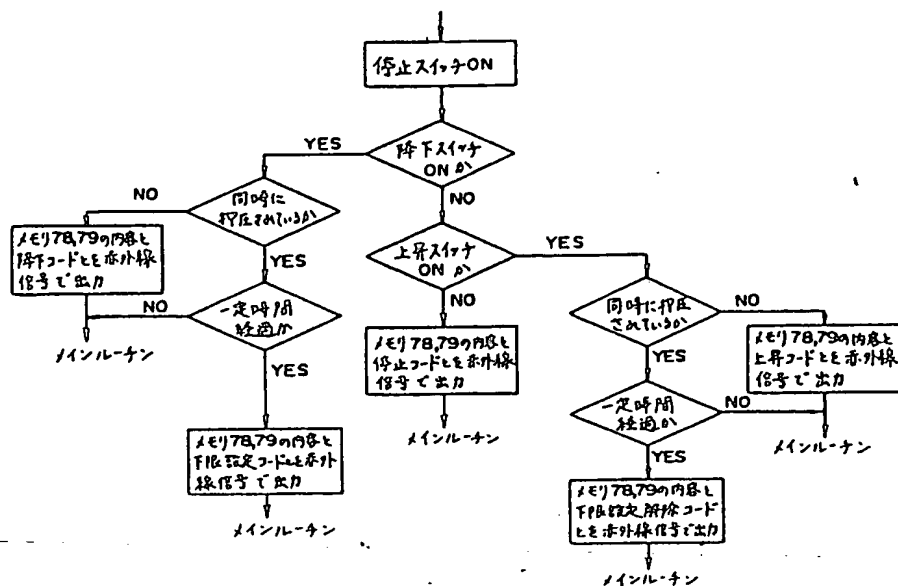 停止スイッチON
降下スイッチ
ONか
YES
NO
同時に
押圧されているか
NO
YES
メモリ78,79の内容と
降下コードとを赤外線
信号で出力
メインルーチン
一定時間
経過か
NO
YES
メモリ78,79の内容と
下限設定コードとを赤外
線信号で出力
メインルーチン
上昇スイッチ
ONか
YES
NO
メモリ78,79の内容と
停止コードとを赤外線
信号で出力
メインルーチン
同時に押圧
されているか
NO
YES
メモリ78,79の内容と
上昇コードとを赤外線
信号で出力
メインルーチン
一定時間
経過か
NO
YES
メモリ78,79の内容と
下限設定解除コード
とを赤外線信号で出力
メインルーチン